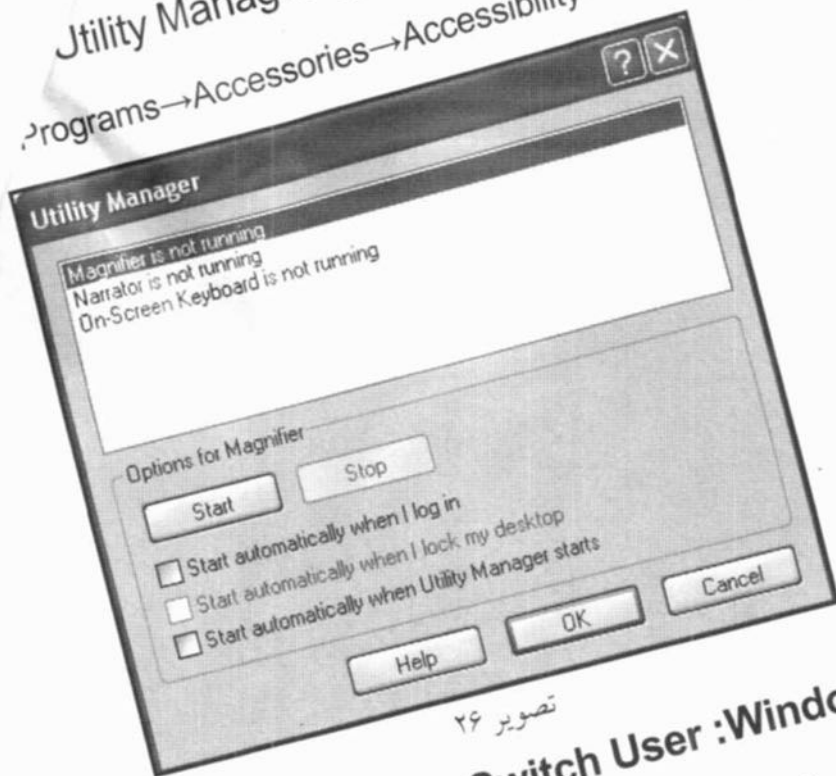 Utility Manag
Programs→Accessories→Accessibility
Utility Manager
Magnifier is not running
Narrator is not running
On-Screen Keyboard is not running
Options for Magnifier
Start
Stop
Start automatically when I log in
Start automatically when I lock my desktop
Start automatically when Utility Manager starts
Help
OK
Cancel
تصویر ۲۶
Switch User :Windo